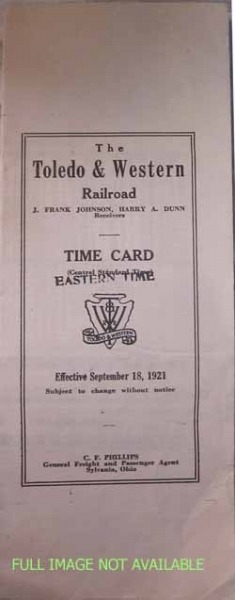 The
Toledo & Western
Railroad
J. FRANK JOHNSON, HARRY A. DUNN
Receivers
TIME CARD
(Central Standard Time)
EASTERN TIME
TOLEDO & WESTERN
Effective September 18, 1921
Subject to change without notice
C. F. PHILLIPS
General Freight and Passenger Agent
Sylvania, Ohio
FULL IMAGE NOT AVAILABLE